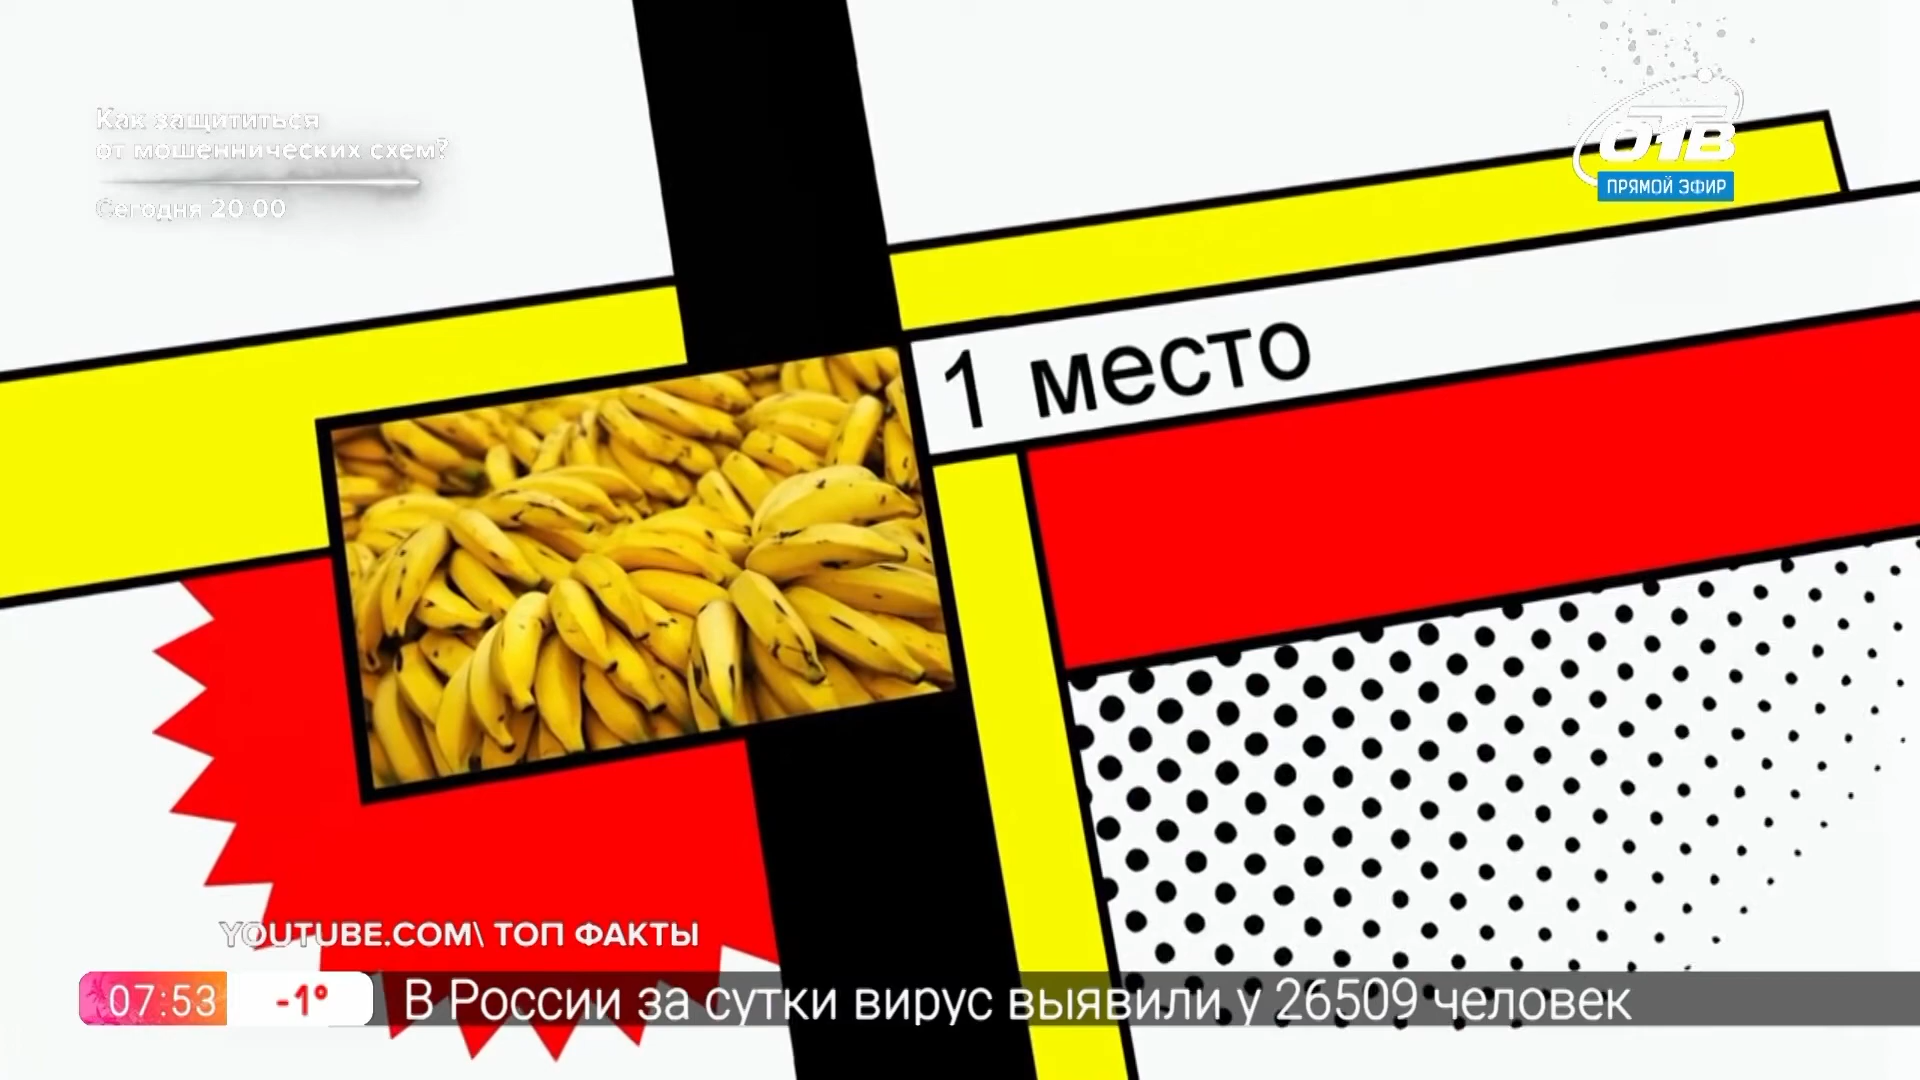 Как защититься
от мошеннических схем?
Сегодня 20:00
ОТВ
ПРЯМОЙ ЭФИР
1 место
YOUTUBE.COM\ ТОП ФАКТЫ
07:53 -1° В России за сутки вирус выявили у 26509 человек